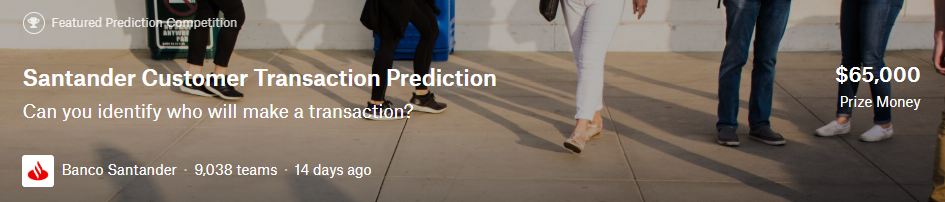 Featured Prediction Competition
Santander Customer Transaction Prediction
$65,000
Can you identify who will make a transaction?
Prize Money
Banco Santander · 9,038 teams · 14 days ago